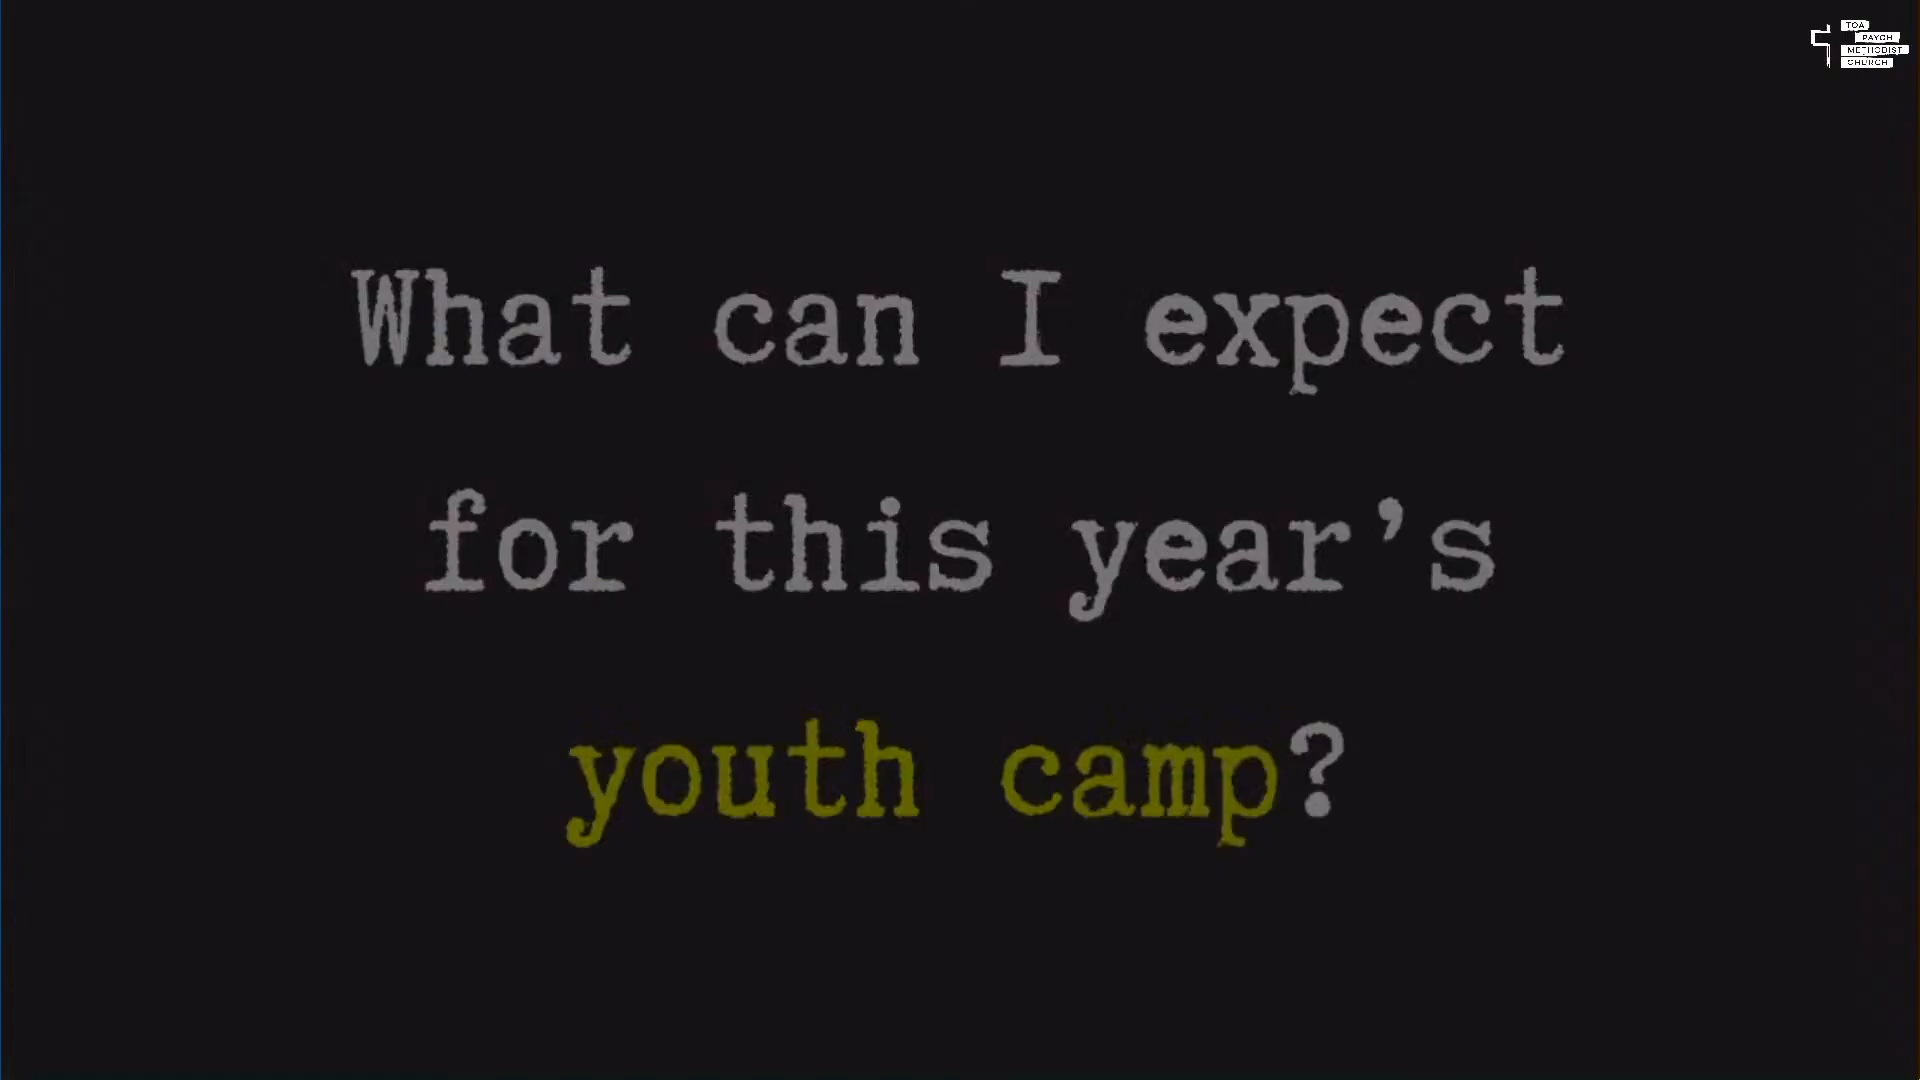 TOA
PAYOH
METHODIST
CHURCH
What can I expect
for this year’s
youth camp?